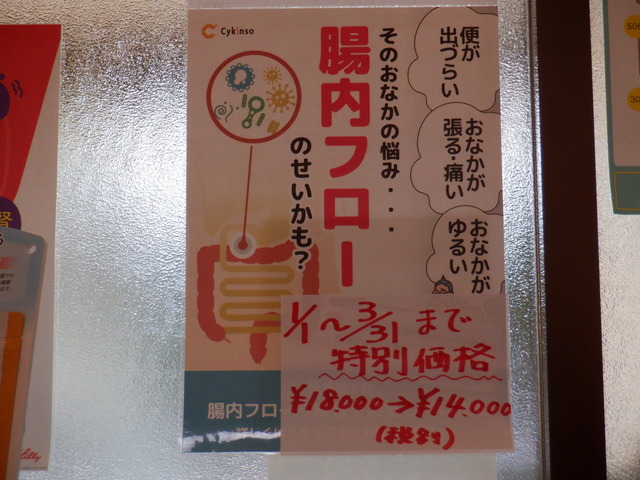 Cykinso
便が
出づらい
おなかが
張る・痛い
おなかが
ゆるい
そのおなかの悩み・・・
腸内フロー
のせいかも?
1/1～3/31まで
特別価格
¥18,000→¥14,000
(税別)
腸内フロ
Lilly